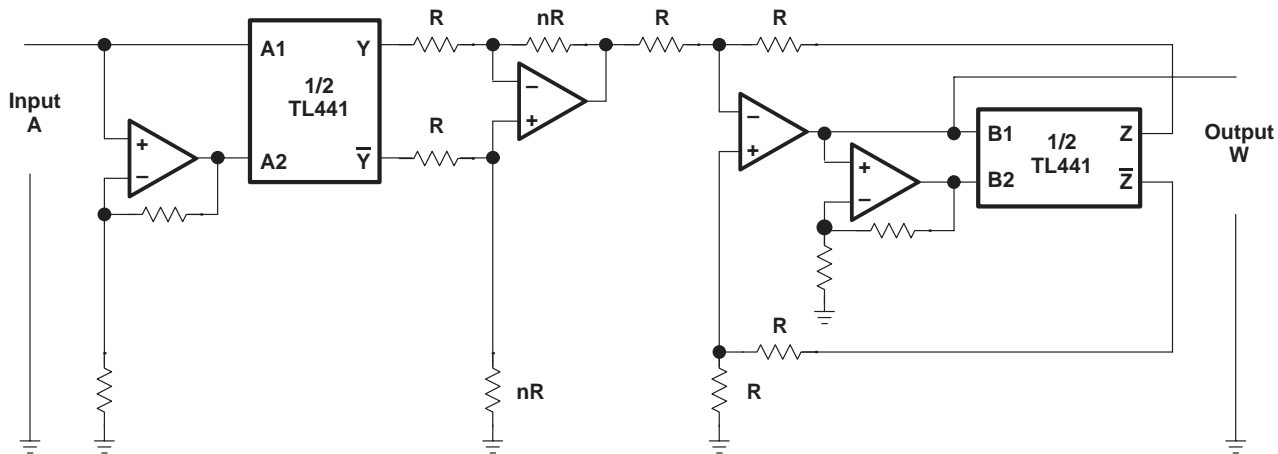 R
nR
R
R
A1
Y
1/2
TL441
Input
A
+
−
A2
Y̅
R
−
+
−
+
B1
Z
1/2
TL441
B2
Z̅
+
−
Output
W
R
nR
R